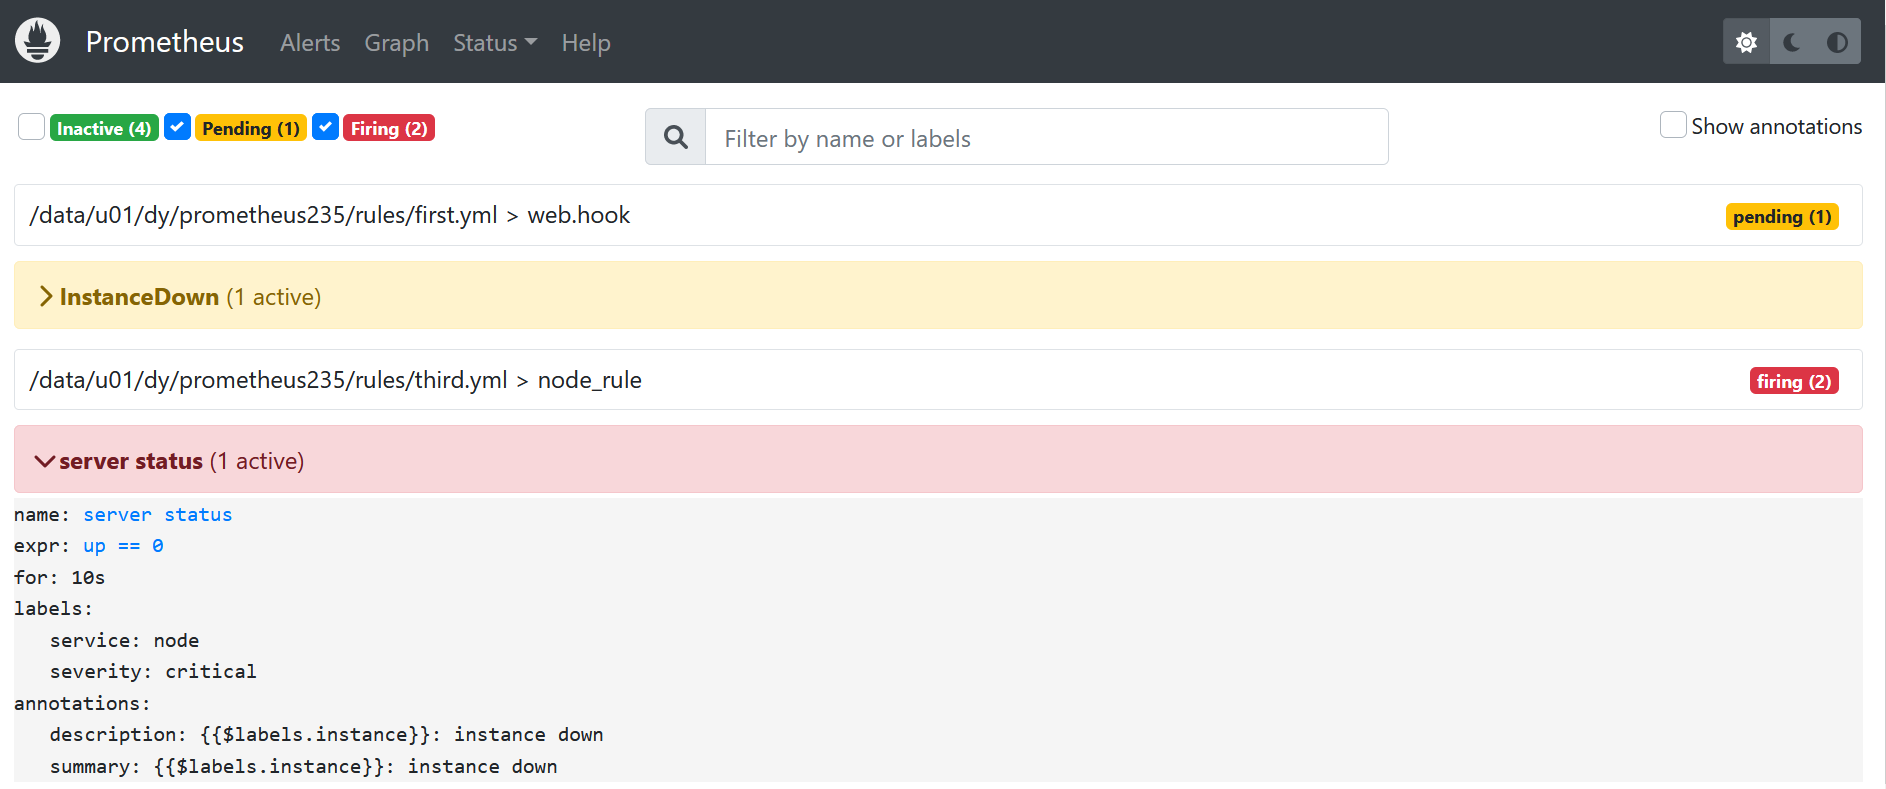 Prometheus Alerts Graph Status Help
Inactive (4) Pending (1) Firing (2) Filter by name or labels Show annotations
/data/u01/dy/prometheus235/rules/first.yml > web.hook pending (1)
InstanceDown (1 active)
/data/u01/dy/prometheus235/rules/third.yml > node_rule firing (2)
server status (1 active)
name: server status
expr: up == 0
for: 10s
labels:
service: node
severity: critical
annotations:
description: {{$labels.instance}}: instance down
summary: {{$labels.instance}}: instance down